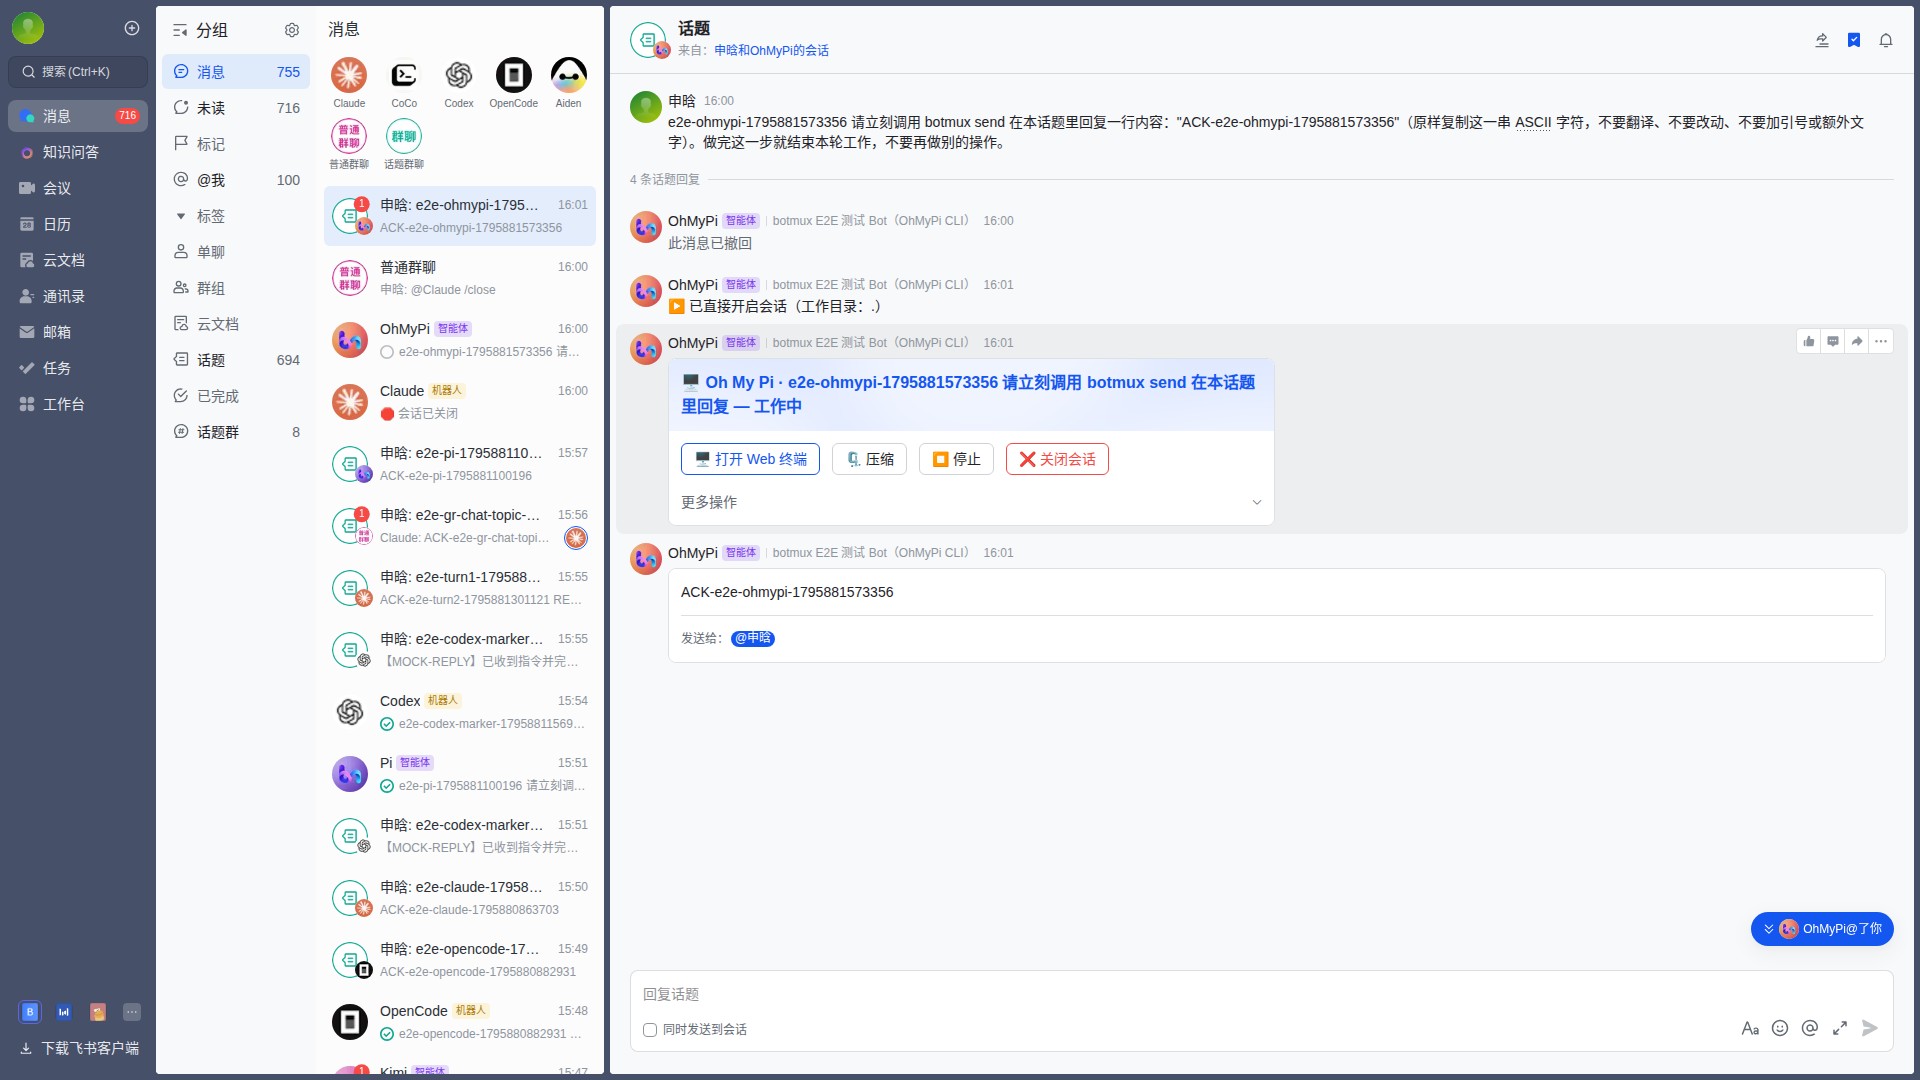 搜索 (Ctrl+K)
消息
716
知识问答
会议
日历
云文档
通讯录
邮箱
任务
工作台
下载飞书客户端
分组
消息 755
未读 716
标记
@我 100
标签
单聊
群组
云文档
话题 694
已完成
话题群 8
消息
Claude
CoCo
Codex
OpenCode
Aiden
普通
群聊
普通群聊
群聊
话题群聊
1
申晗: e2e-ohmypi-1795… 16:01
ACK-e2e-ohmypi-1795881573356
普通
群聊
普通群聊 16:00
申晗: @Claude /close
OhMyPi 智能体 16:00
e2e-ohmypi-1795881573356 请…
Claude 机器人 16:00
会话已关闭
申晗: e2e-pi-179588110… 15:57
ACK-e2e-pi-1795881100196
1
申晗: e2e-gr-chat-topic-… 15:56
Claude: ACK-e2e-gr-chat-topi…
申晗: e2e-turn1-179588… 15:55
ACK-e2e-turn2-1795881301121 RE…
申晗: e2e-codex-marker… 15:55
【MOCK-REPLY】已收到指令并完…
Codex 机器人 15:54
e2e-codex-marker-17958811569…
Pi 智能体 15:51
e2e-pi-1795881100196 请立刻调…
申晗: e2e-codex-marker… 15:51
【MOCK-REPLY】已收到指令并完…
申晗: e2e-claude-17958… 15:50
ACK-e2e-claude-1795880863703
申晗: e2e-opencode-17… 15:49
ACK-e2e-opencode-1795880882931
OpenCode 机器人 15:48
e2e-opencode-1795880882931 …
1
Kimi 智能体 15:47
话题
来自：申晗和OhMyPi的会话
申晗 16:00
e2e-ohmypi-1795881573356 请立刻调用 botmux send 在本话题里回复一行内容："ACK-e2e-ohmypi-1795881573356"（原样复制这一串 ASCII 字符，不要翻译、不要改动、不要加引号或额外文
字）。做完这一步就结束本轮工作，不要再做别的操作。
4 条话题回复
OhMyPi 智能体 botmux E2E 测试 Bot（OhMyPi CLI） 16:00
此消息已撤回
OhMyPi 智能体 botmux E2E 测试 Bot（OhMyPi CLI） 16:01
▶️ 已直接开启会话（工作目录：.）
OhMyPi 智能体 botmux E2E 测试 Bot（OhMyPi CLI） 16:01
🖥️ Oh My Pi · e2e-ohmypi-1795881573356 请立刻调用 botmux send 在本话题
里回复 — 工作中
🖥️ 打开 Web 终端
🗜️ 压缩
⏹️ 停止
❌ 关闭会话
更多操作
OhMyPi 智能体 botmux E2E 测试 Bot（OhMyPi CLI） 16:01
ACK-e2e-ohmypi-1795881573356
发送给：@申晗
OhMyPi@了你
回复话题
同时发送到会话
Aa